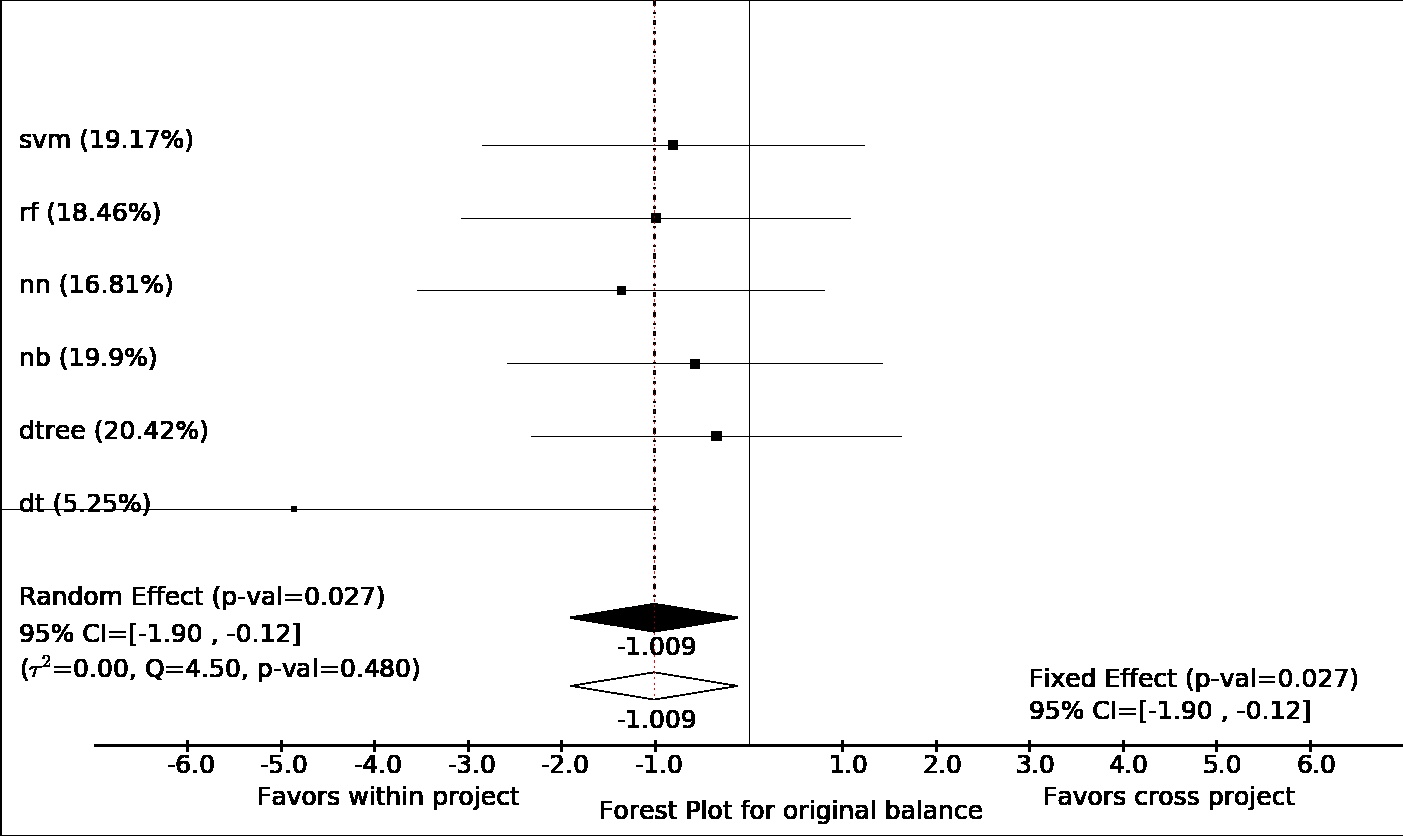 svm (19.17%)
rf (18.46%)
nn (16.81%)
nb (19.9%)
dtree (20.42%)
dt (5.25%)
Random Effect (p-val=0.027)
95% CI=[-1.90 , -0.12]
(τ²=0.00, Q=4.50, p-val=0.480)
-1.009
-1.009
Fixed Effect (p-val=0.027)
95% CI=[-1.90 , -0.12]
-6.0 -5.0 -4.0 -3.0 -2.0 -1.0 1.0 2.0 3.0 4.0 5.0 6.0
Favors within project
Forest Plot for original balance
Favors cross project